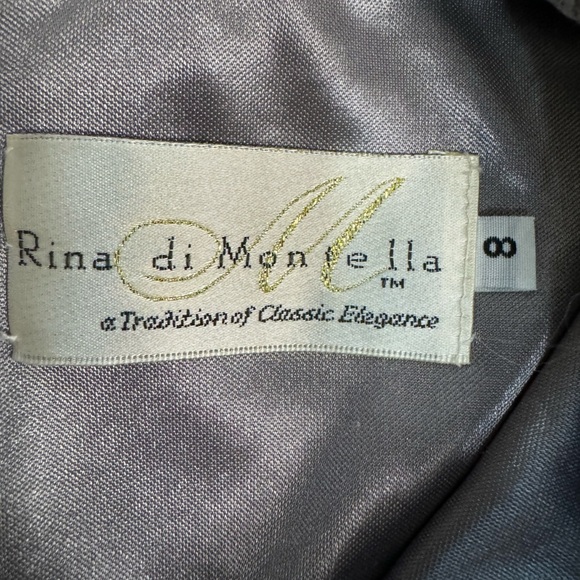 Rina di Montella
M
TM
a Tradition of Classic Elegance
8